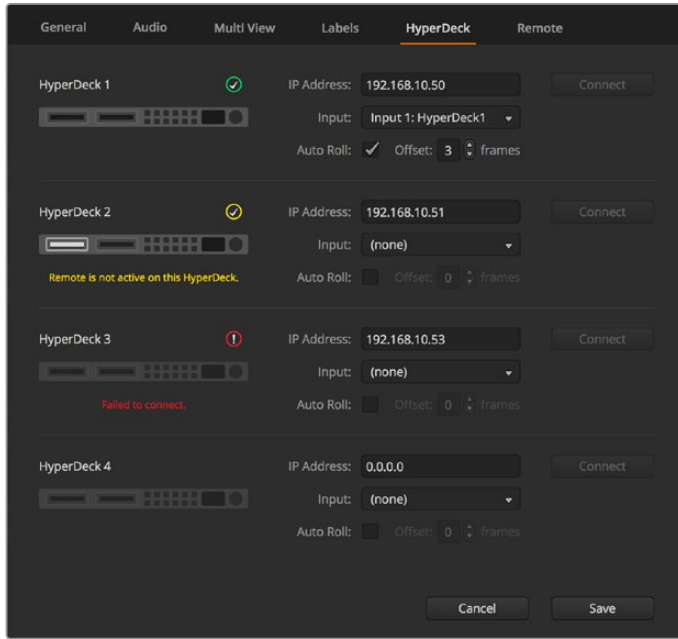 General Audio Multi View Labels HyperDeck Remote
HyperDeck 1 IP Address: 192.168.10.50 Connect
Input: Input 1: HyperDeck1
Auto Roll: Offset: 3 frames
HyperDeck 2 IP Address: 192.168.10.51 Connect
Input: (none)
Remote is not active on this HyperDeck. Auto Roll: Offset: 0 frames
HyperDeck 3 IP Address: 192.168.10.53 Connect
Input: (none)
Failed to connect. Auto Roll: Offset: 0 frames
HyperDeck 4 IP Address: 0.0.0.0 Connect
Input: (none)
Auto Roll: Offset: 0 frames
Cancel Save